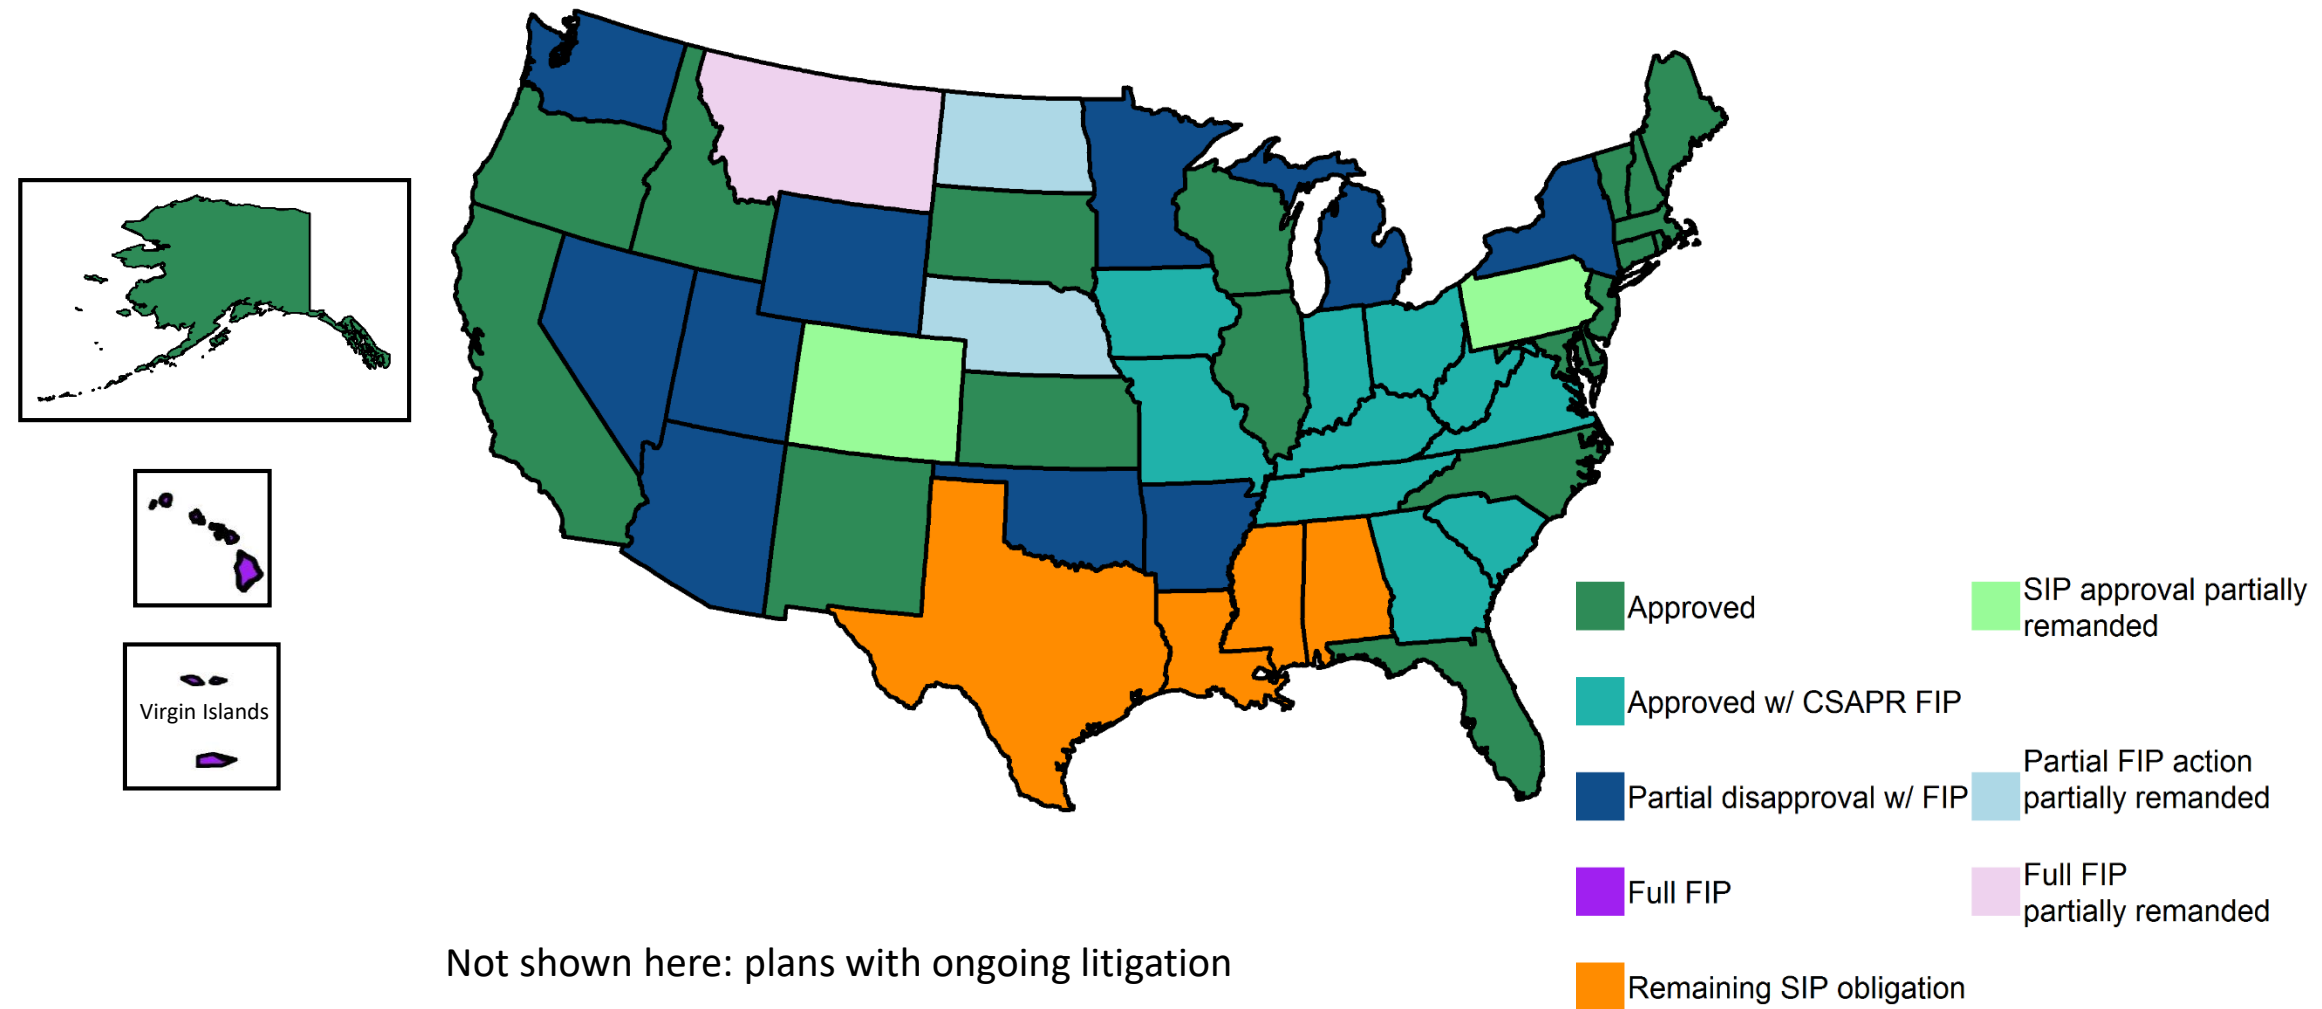 Virgin Islands
Approved
Approved w/ CSAPR FIP
Partial disapproval w/ FIP
Full FIP
Remaining SIP obligation
SIP approval partially
remanded
Partial FIP action
partially remanded
Full FIP
partially remanded
Not shown here: plans with ongoing litigation